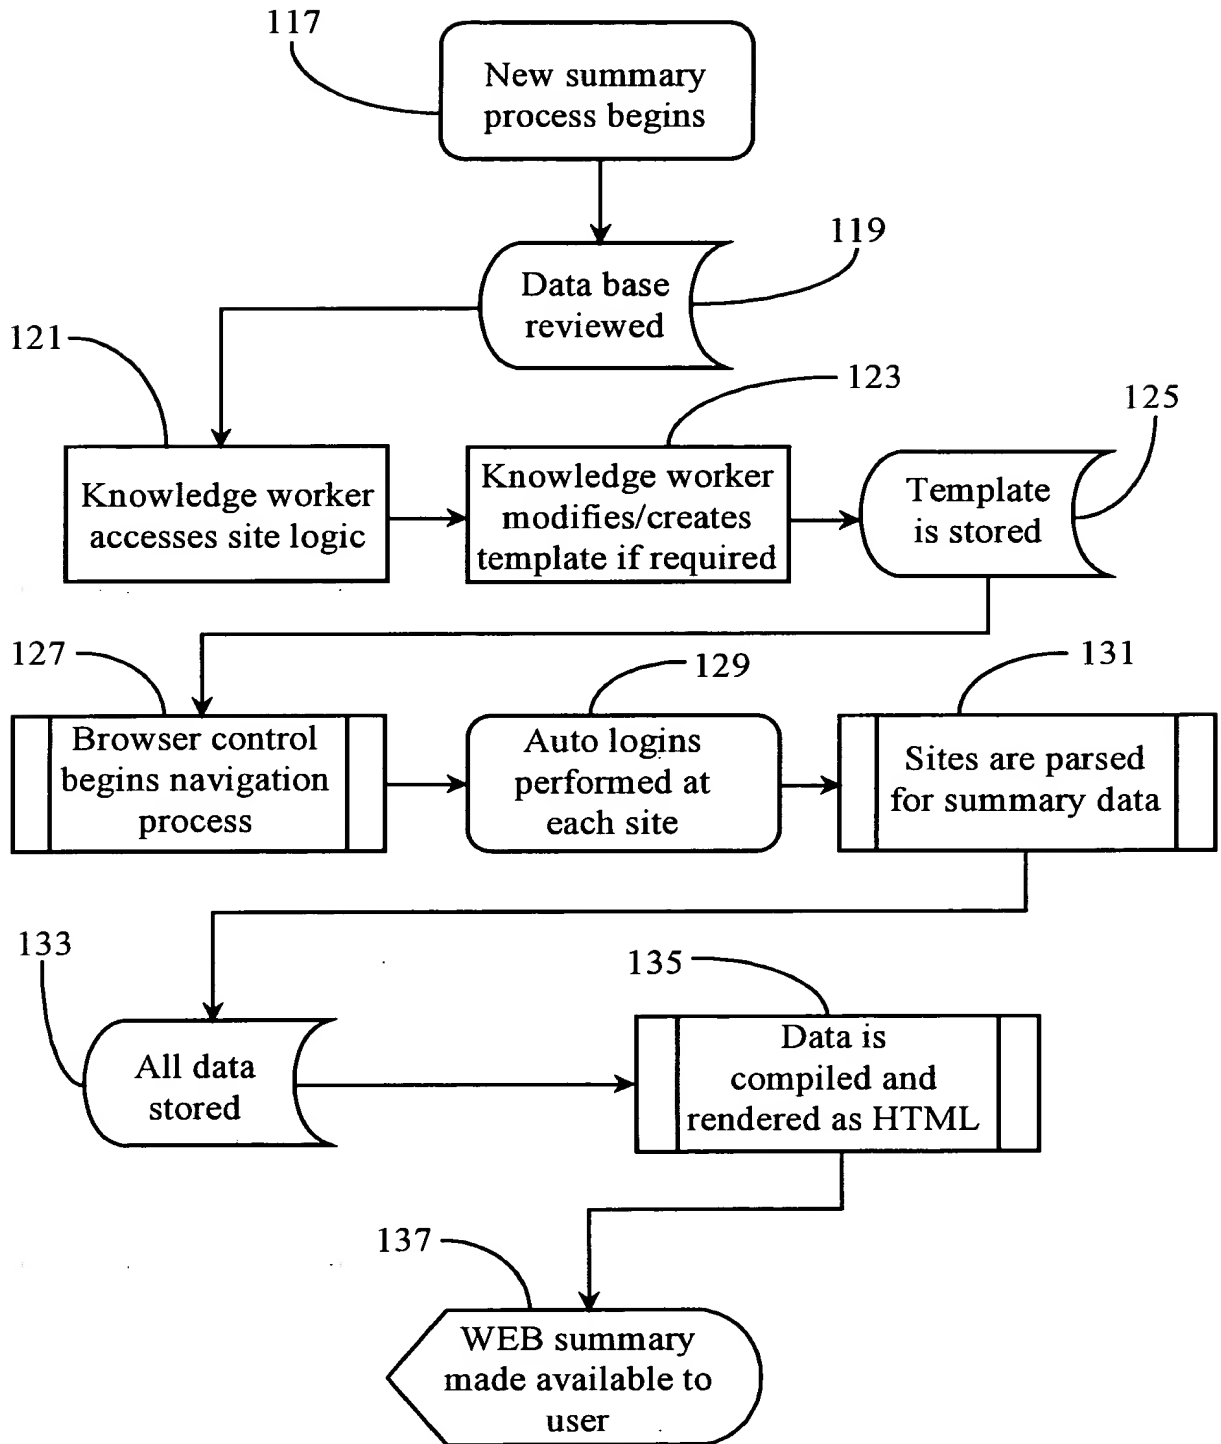 117
New summary
process begins
119
Data base
reviewed
121
Knowledge worker
accesses site logic
123
Knowledge worker
modifies/creates
template if required
125
Template
is stored
127
Browser control
begins navigation
process
129
Auto logins
performed at
each site
131
Sites are parsed
for summary data
133
All data
stored
135
Data is
compiled and
rendered as HTML
137
WEB summary
made available to
user